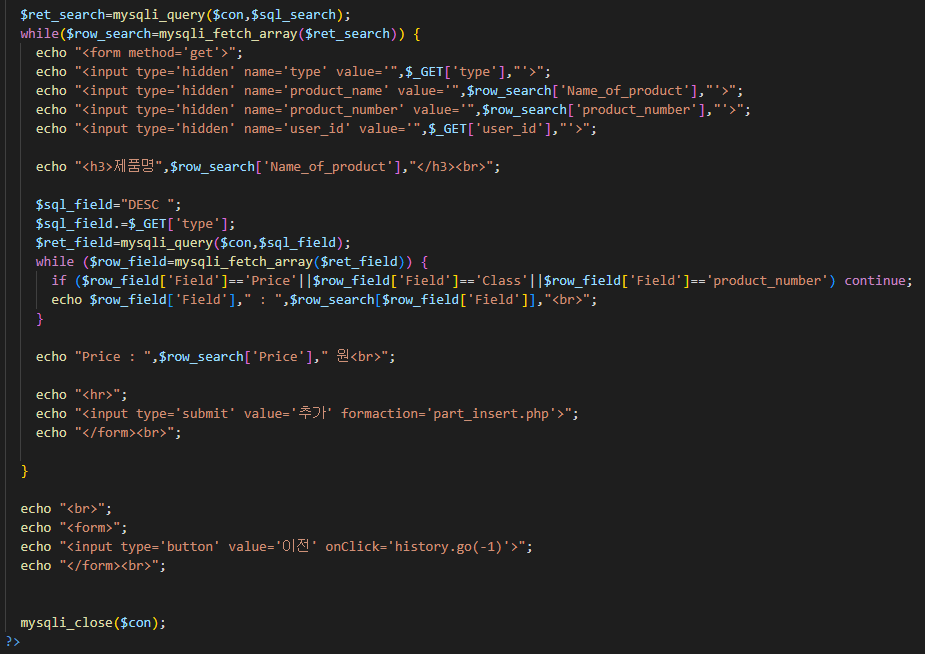 $ret_search=mysqli_query($con,$sql_search);
while($row_search=mysqli_fetch_array($ret_search)) {
echo "<form method='get'>";
echo "<input type='hidden' name='type' value='",$_GET['type'],"'>";
echo "<input type='hidden' name='product_name' value='",$row_search['Name_of_product'],"'>";
echo "<input type='hidden' name='product_number' value='",$row_search['product_number'],"'>";
echo "<input type='hidden' name='user_id' value='",$_GET['user_id'],"'>";
echo "<h3>제품명",$row_search['Name_of_product'],"</h3><br>";
$sql_field="DESC ";
$sql_field.=$_GET['type'];
$ret_field=mysqli_query($con,$sql_field);
while ($row_field=mysqli_fetch_array($ret_field)) {
if ($row_field['Field']=='Price'||$row_field['Field']=='Class'||$row_field['Field']=='product_number') continue;
echo $row_field['Field']," : ",$row_search[$row_field['Field']],"<br>";
}
echo "Price : ",$row_search['Price']," 원<br>";
echo "<hr>";
echo "<input type='submit' value='추가' formaction='part_insert.php'>";
echo "</form><br>";
}
echo "<br>";
echo "<form>";
echo "<input type='button' value='이전' onClick='history.go(-1)'>";
echo "</form><br>";
mysqli_close($con);
?>